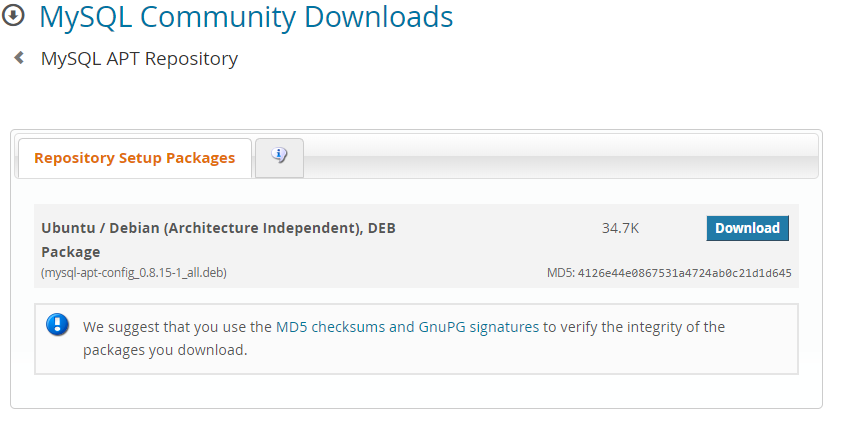 MySQL Community Downloads
MySQL APT Repository
Repository Setup Packages
Ubuntu / Debian (Architecture Independent), DEB 34.7K Download
Package
(mysql-apt-config_0.8.15-1_all.deb) MD5: 4126e44e0867531a4724ab0c21d1d645
We suggest that you use the MD5 checksums and GnuPG signatures to verify the integrity of the
packages you download.